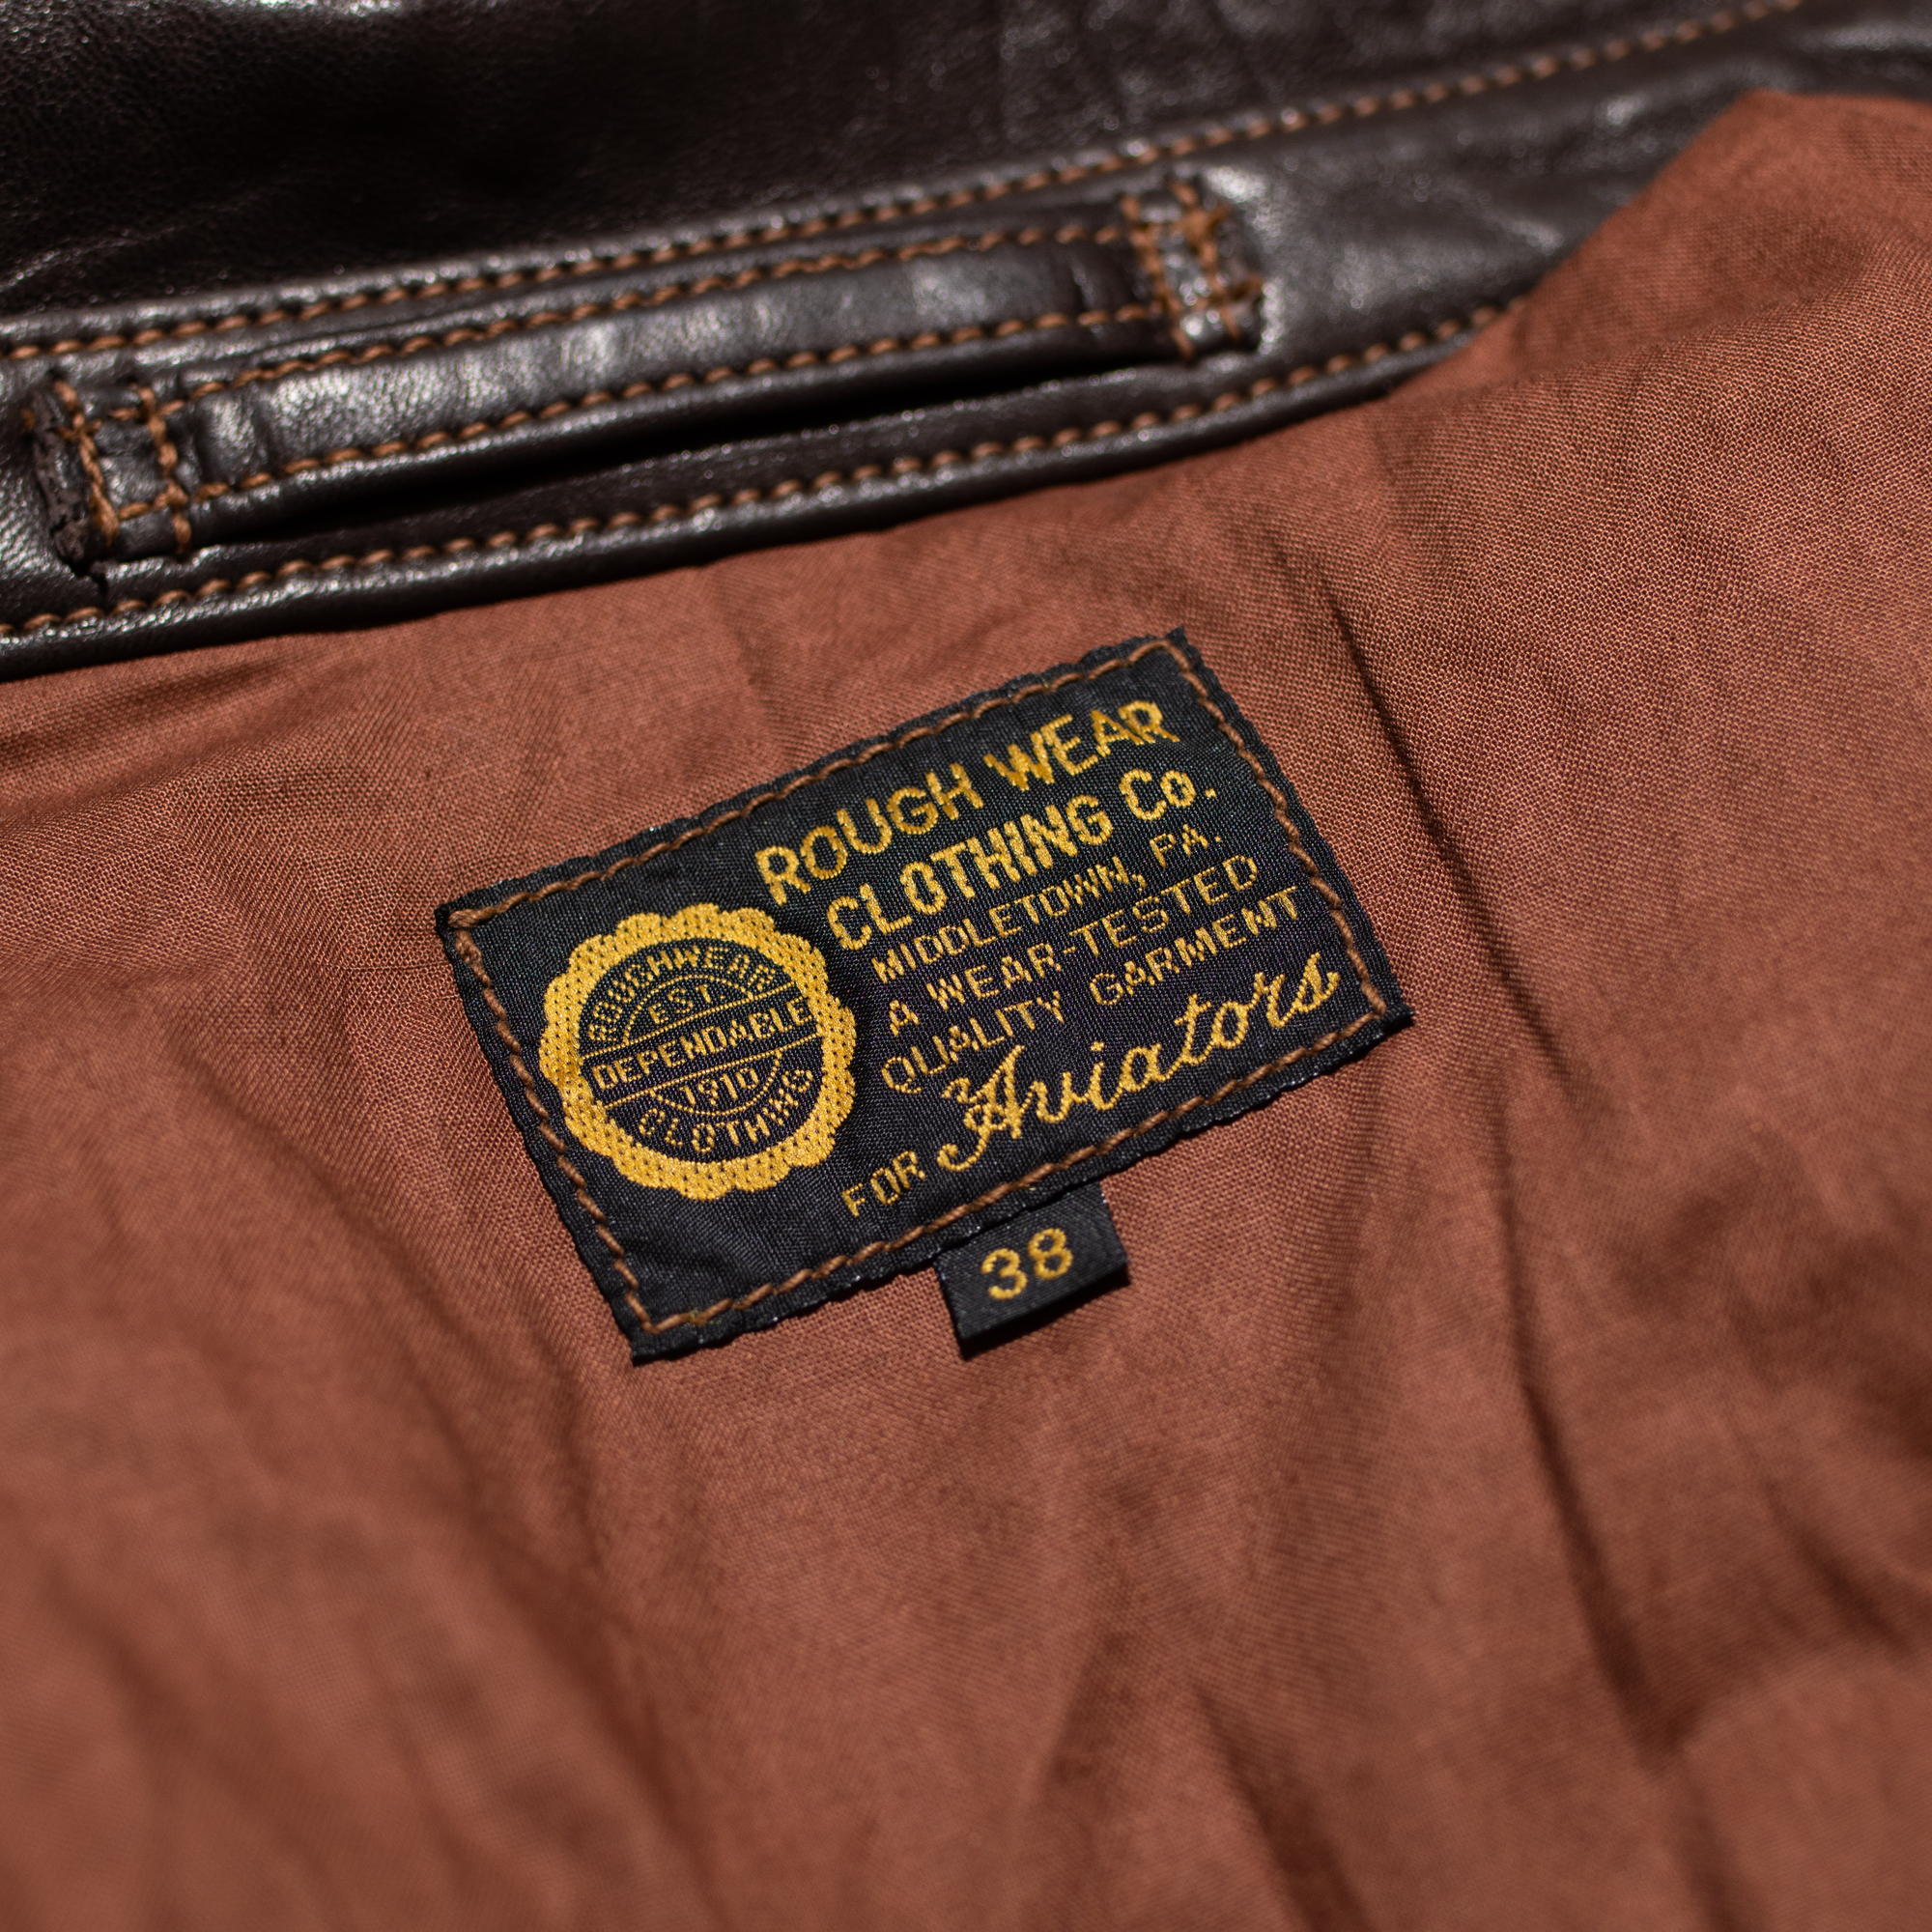 ROUGH WEAR
CLOTHING Co.
MIDDLETOWN, PA.
A WEAR-TESTED
QUALITY GARMENT
FOR Aviators
ROUGHWEAR
EST.
DEPENDABLE
1910
CLOTHING
38